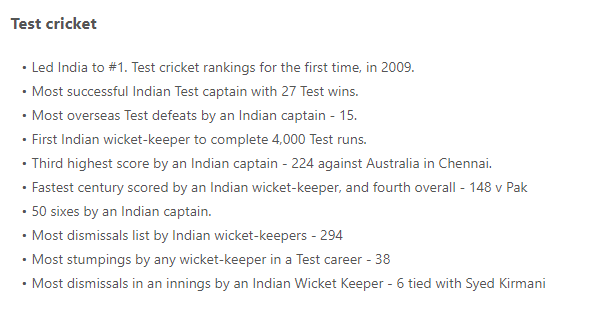 Test cricket
• Led India to #1. Test cricket rankings for the first time, in 2009.
• Most successful Indian Test captain with 27 Test wins.
• Most overseas Test defeats by an Indian captain - 15.
• First Indian wicket-keeper to complete 4,000 Test runs.
• Third highest score by an Indian captain - 224 against Australia in Chennai.
• Fastest century scored by an Indian wicket-keeper, and fourth overall - 148 v Pak
• 50 sixes by an Indian captain.
• Most dismissals list by Indian wicket-keepers - 294
• Most stumpings by any wicket-keeper in a Test career - 38
• Most dismissals in an innings by an Indian Wicket Keeper - 6 tied with Syed Kirmani